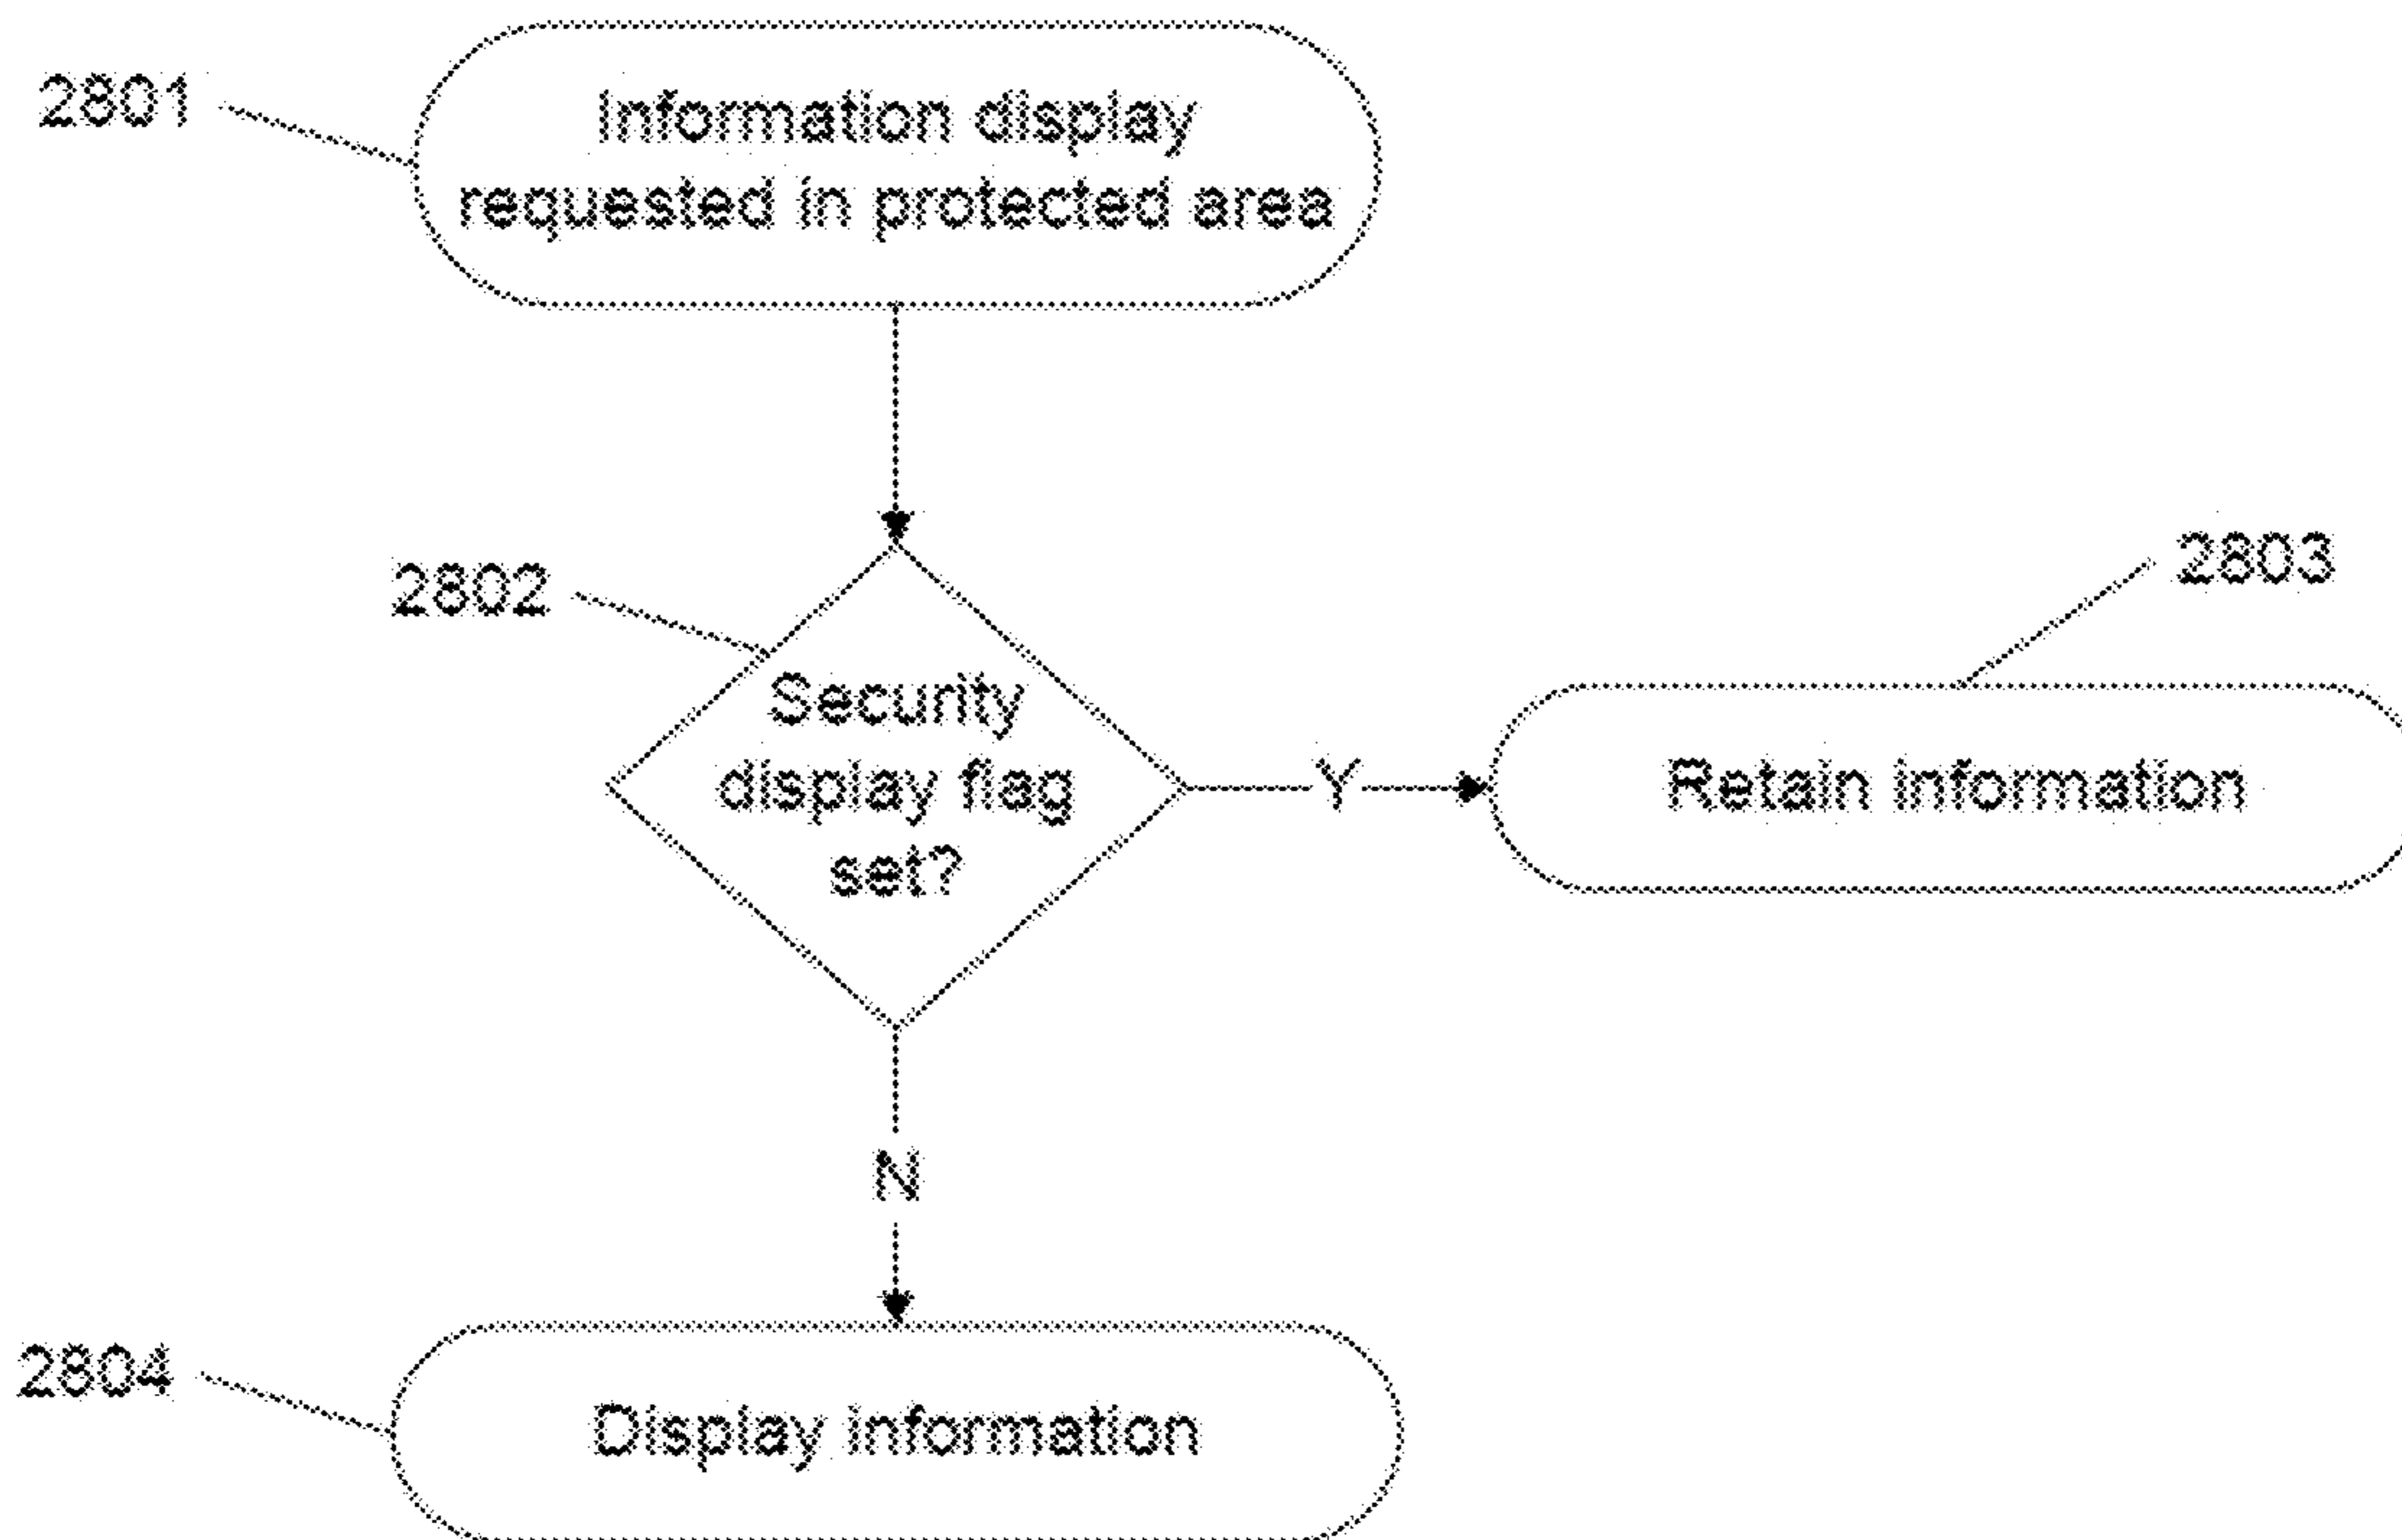 2801
Information display
requested in protected area
2802
2803
Security
display flag
set?
Y
Retain information
N
2804
Display information